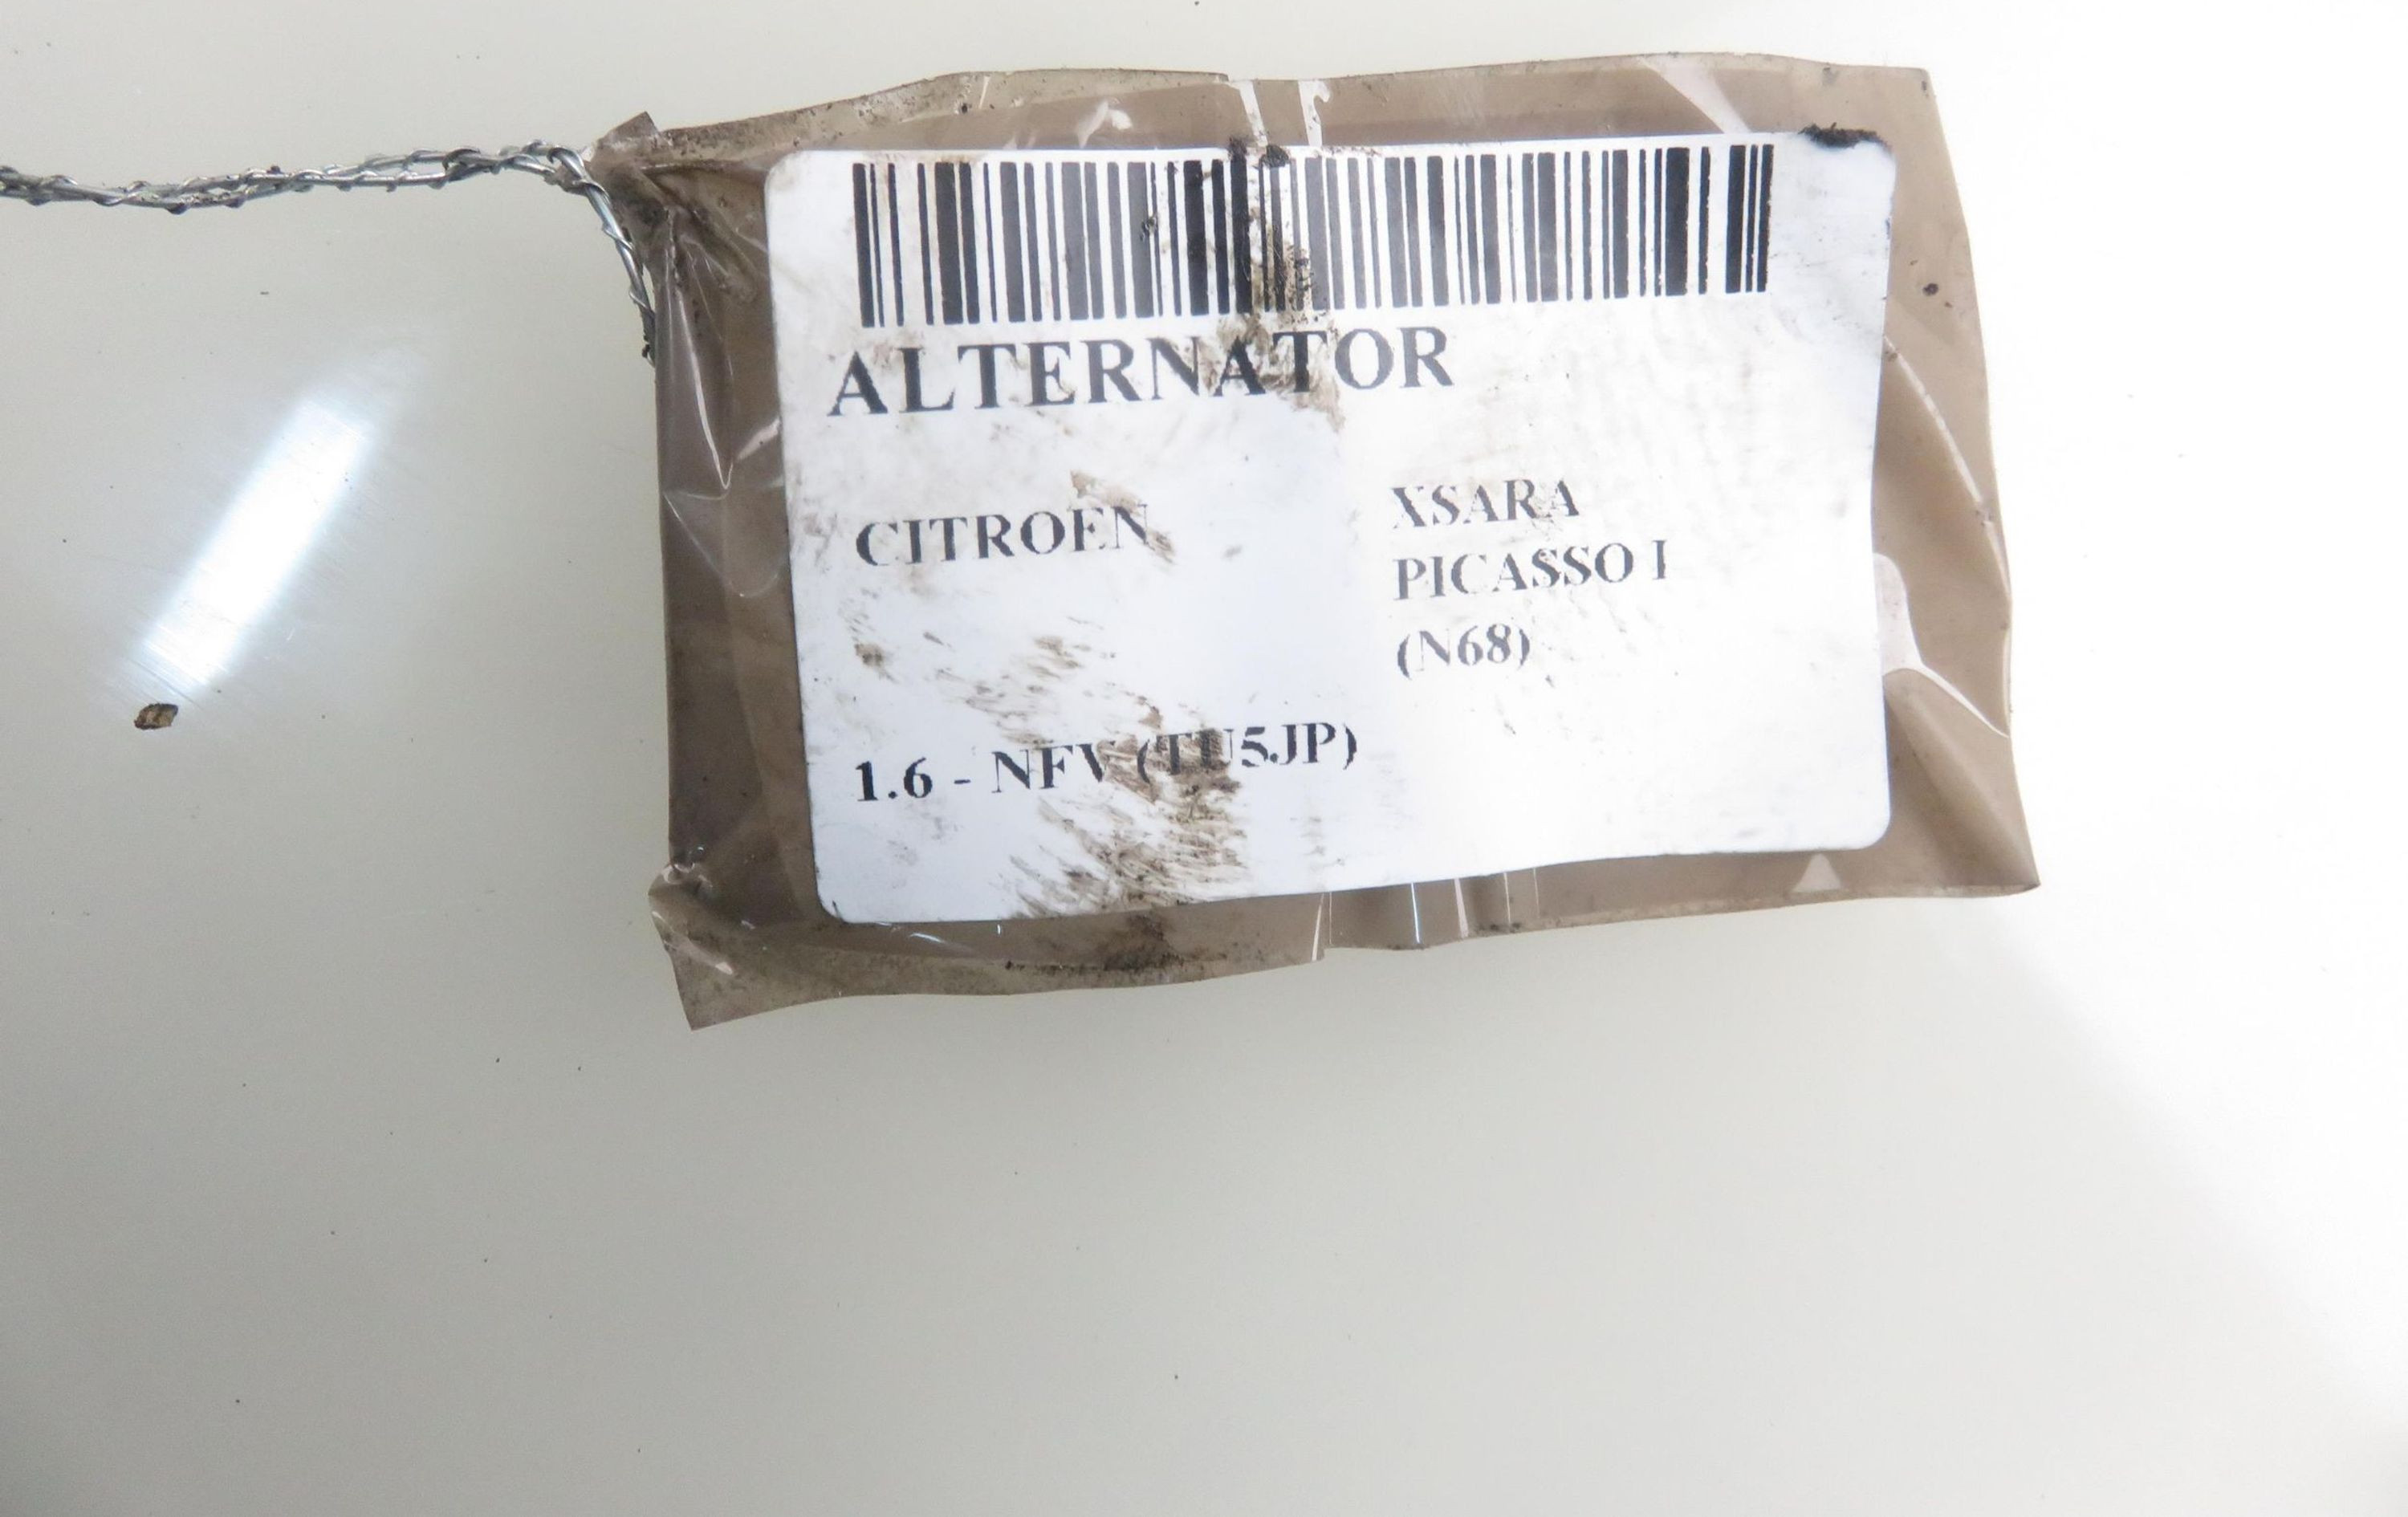 ALTERNATOR
CITROEN
XSARA
PICASSO I
(N68)
1.6 - NFV (TU5JP)